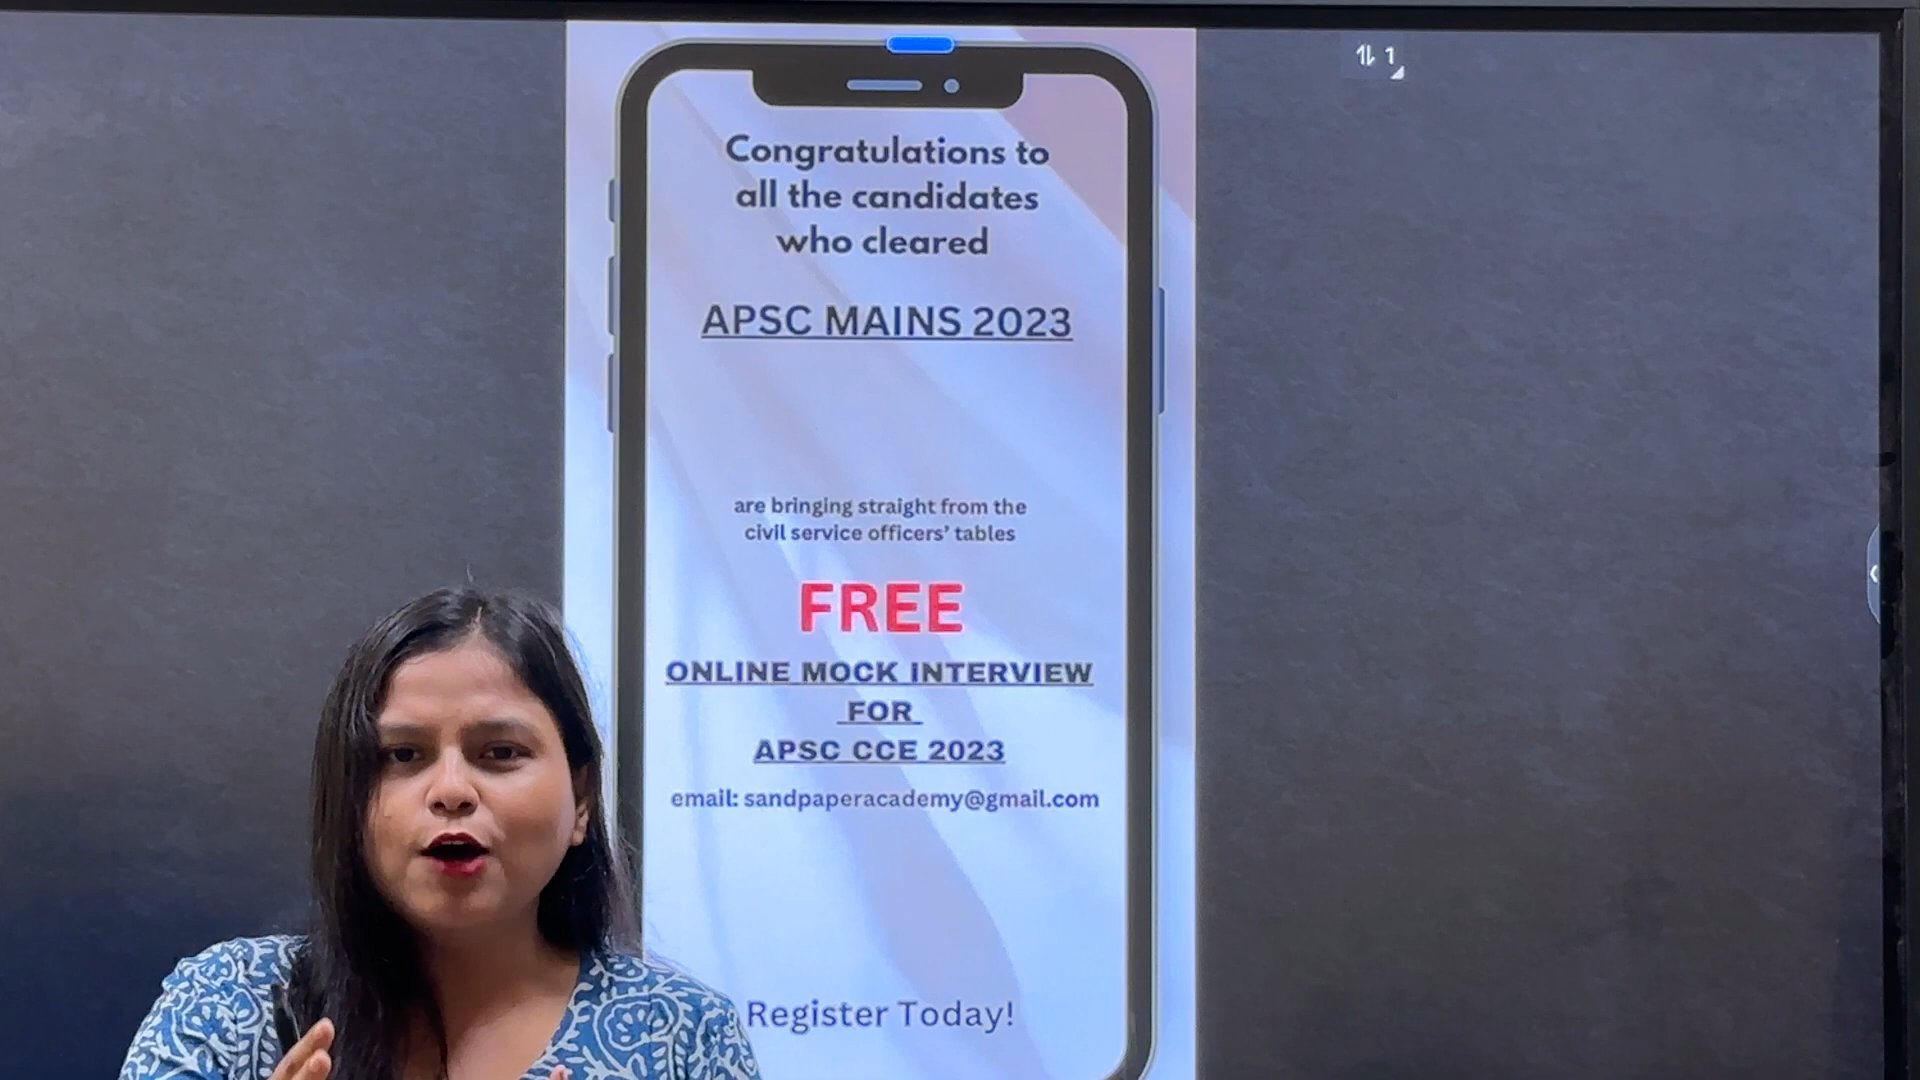 1
Congratulations to
all the candidates
who cleared
APSC MAINS 2023
are bringing straight from the
civil service officers’ tables
FREE
ONLINE MOCK INTERVIEW
FOR
APSC CCE 2023
email: sandpaperacademy@gmail.com
Register Today!